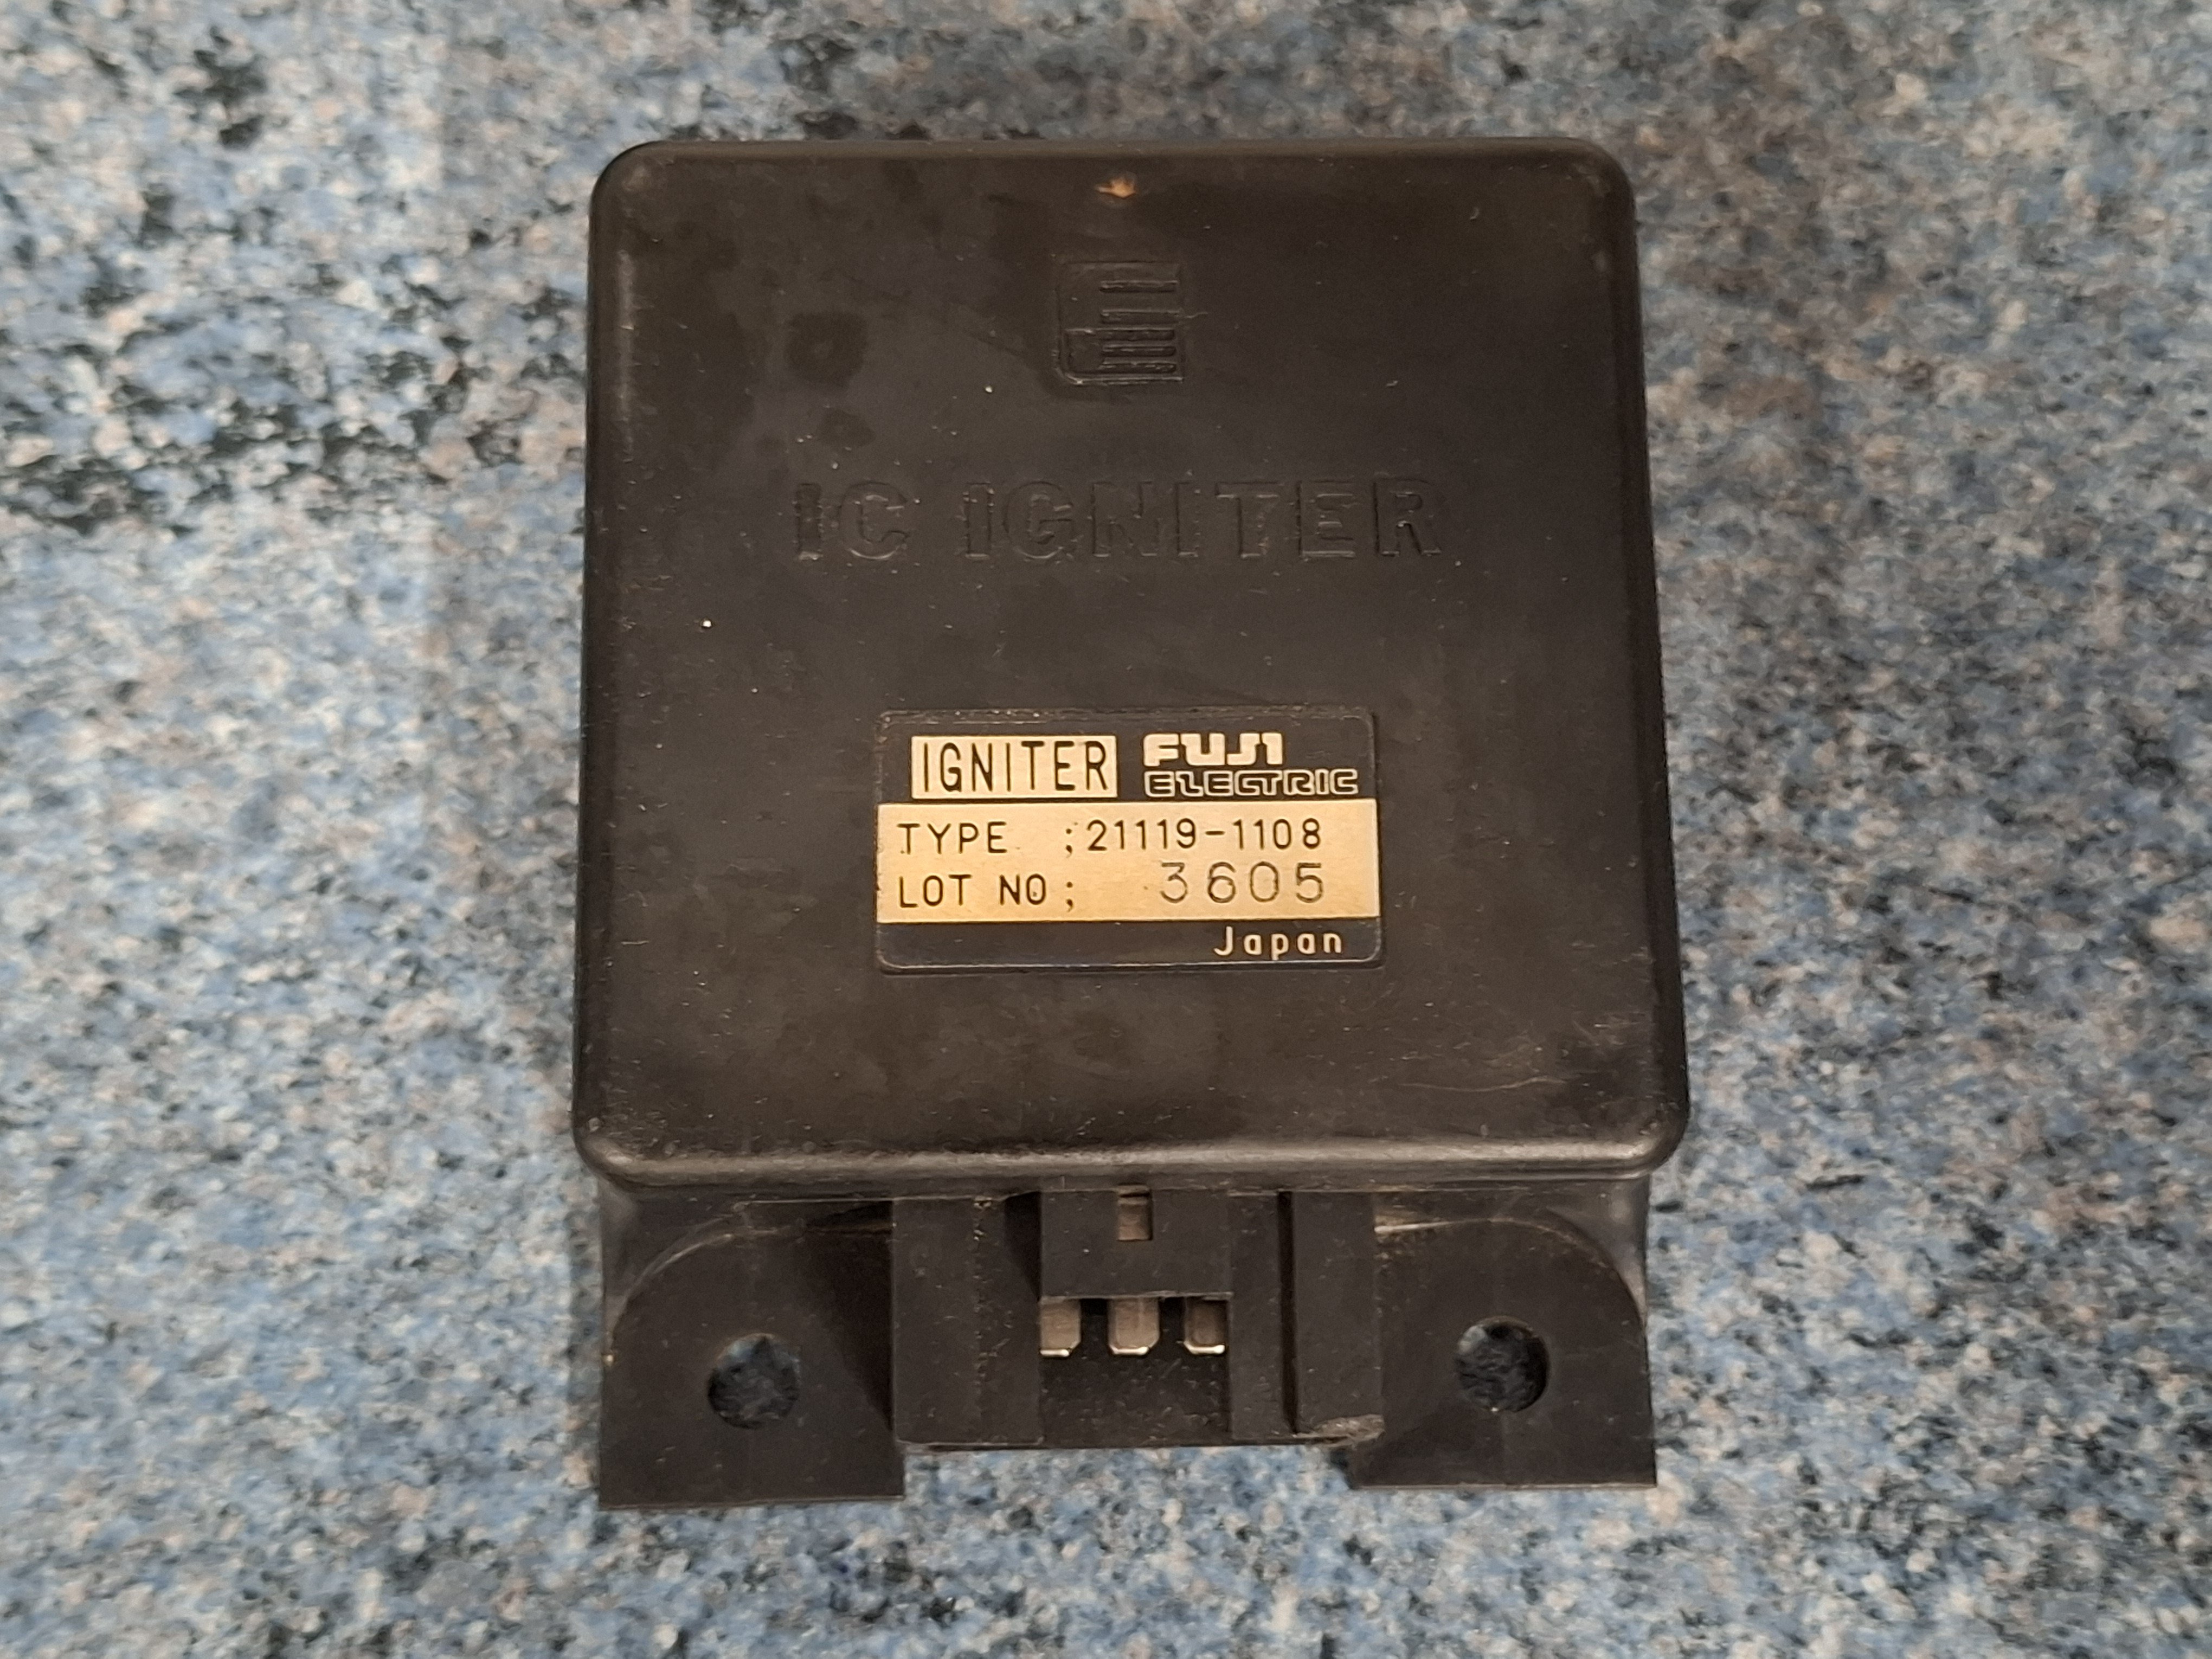 IC IGNITER
IGNITER FUJI ELECTRIC
TYPE ;21119-1108
LOT NO; 3605
Japan